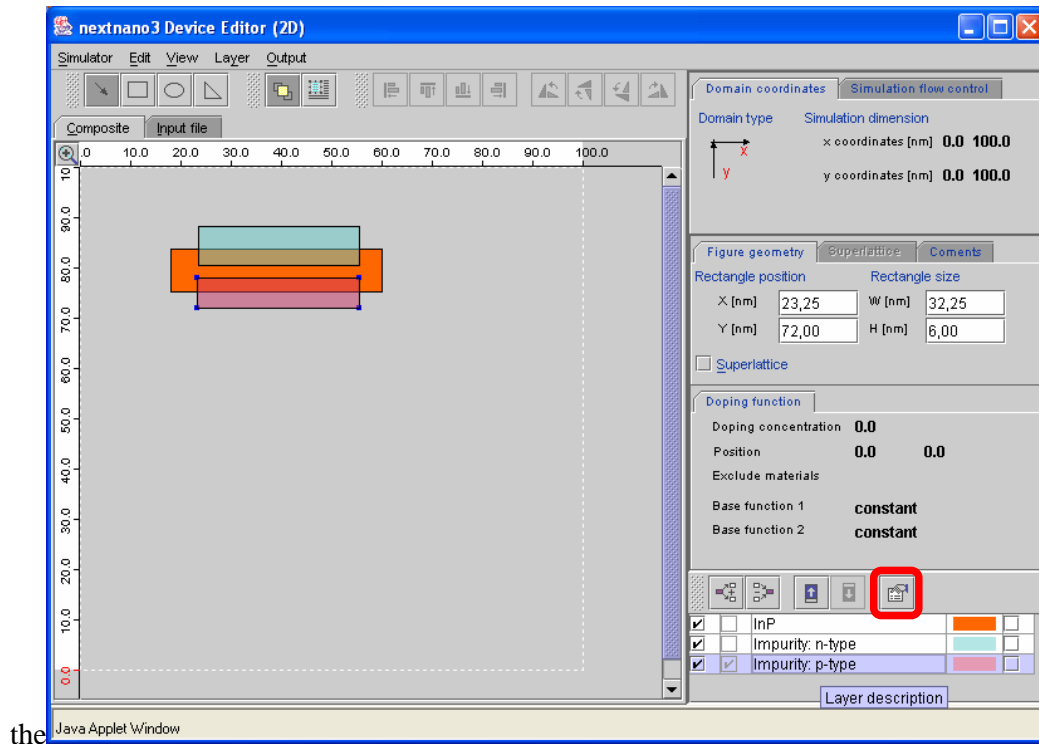 nextnano3 Device Editor (2D)
Simulator Edit View Layer Output
Composite Input file
.0 10.0 20.0 30.0 40.0 50.0 60.0 70.0 80.0 90.0 100.0
10
90.0
80.0
70.0
60.0
50.0
40.0
30.0
20.0
10.0
0.0
Domain coordinates Simulation flow control
Domain type Simulation dimension
x
y
x coordinates [nm] 0.0 100.0
y coordinates [nm] 0.0 100.0
Figure geometry Superlattice Coments
Rectangle position Rectangle size
X [nm] 23,25 W [nm] 32,25
Y [nm] 72,00 H [nm] 6,00
Superlattice
Doping function
Doping concentration 0.0
Position 0.0 0.0
Exclude materials
Base function 1 constant
Base function 2 constant
InP
Impurity: n-type
Impurity: p-type
Layer description
the
Java Applet Window